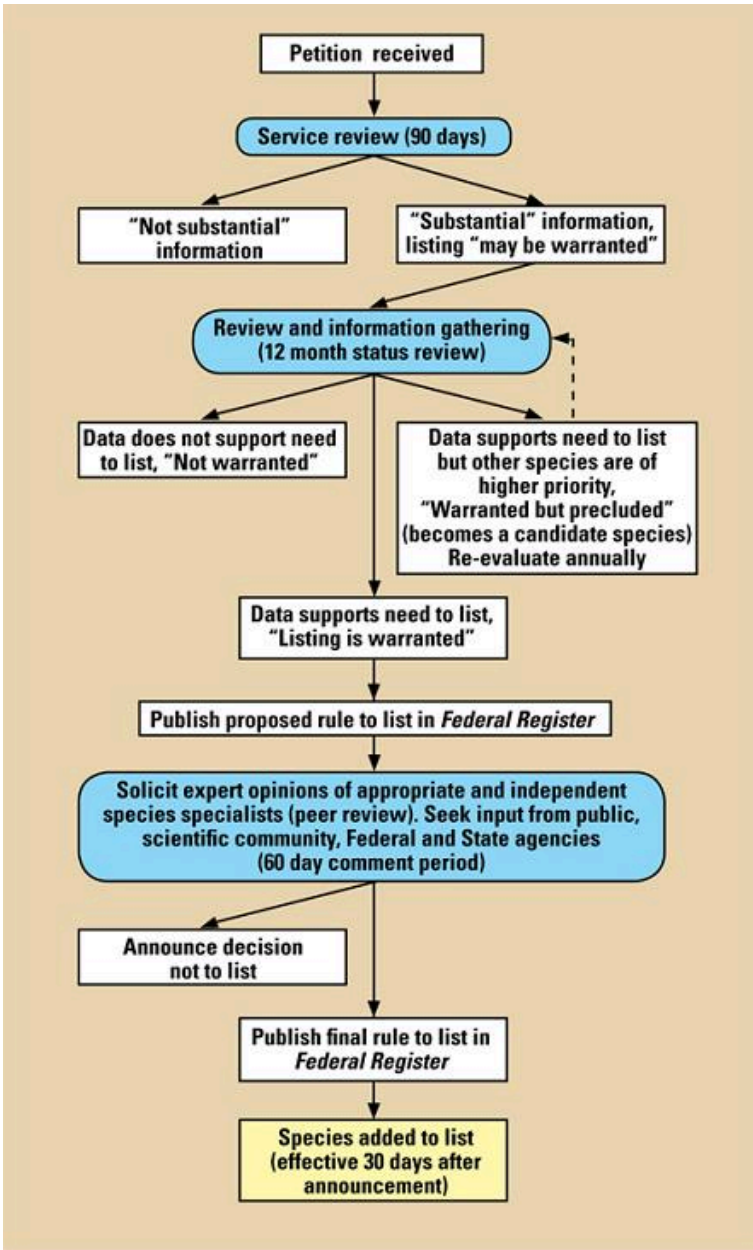 Petition received
Service review (90 days)
“Not substantial”
information
“Substantial” information,
listing “may be warranted”
Review and information gathering
(12 month status review)
Data does not support need
to list, “Not warranted”
Data supports need to list
but other species are of
higher priority,
“Warranted but precluded”
(becomes a candidate species)
Re-evaluate annually
Data supports need to list,
“Listing is warranted”
Publish proposed rule to list in Federal Register
Solicit expert opinions of appropriate and independent
species specialists (peer review). Seek input from public,
scientific community, Federal and State agencies
(60 day comment period)
Announce decision
not to list
Publish final rule to list in
Federal Register
Species added to list
(effective 30 days after
announcement)